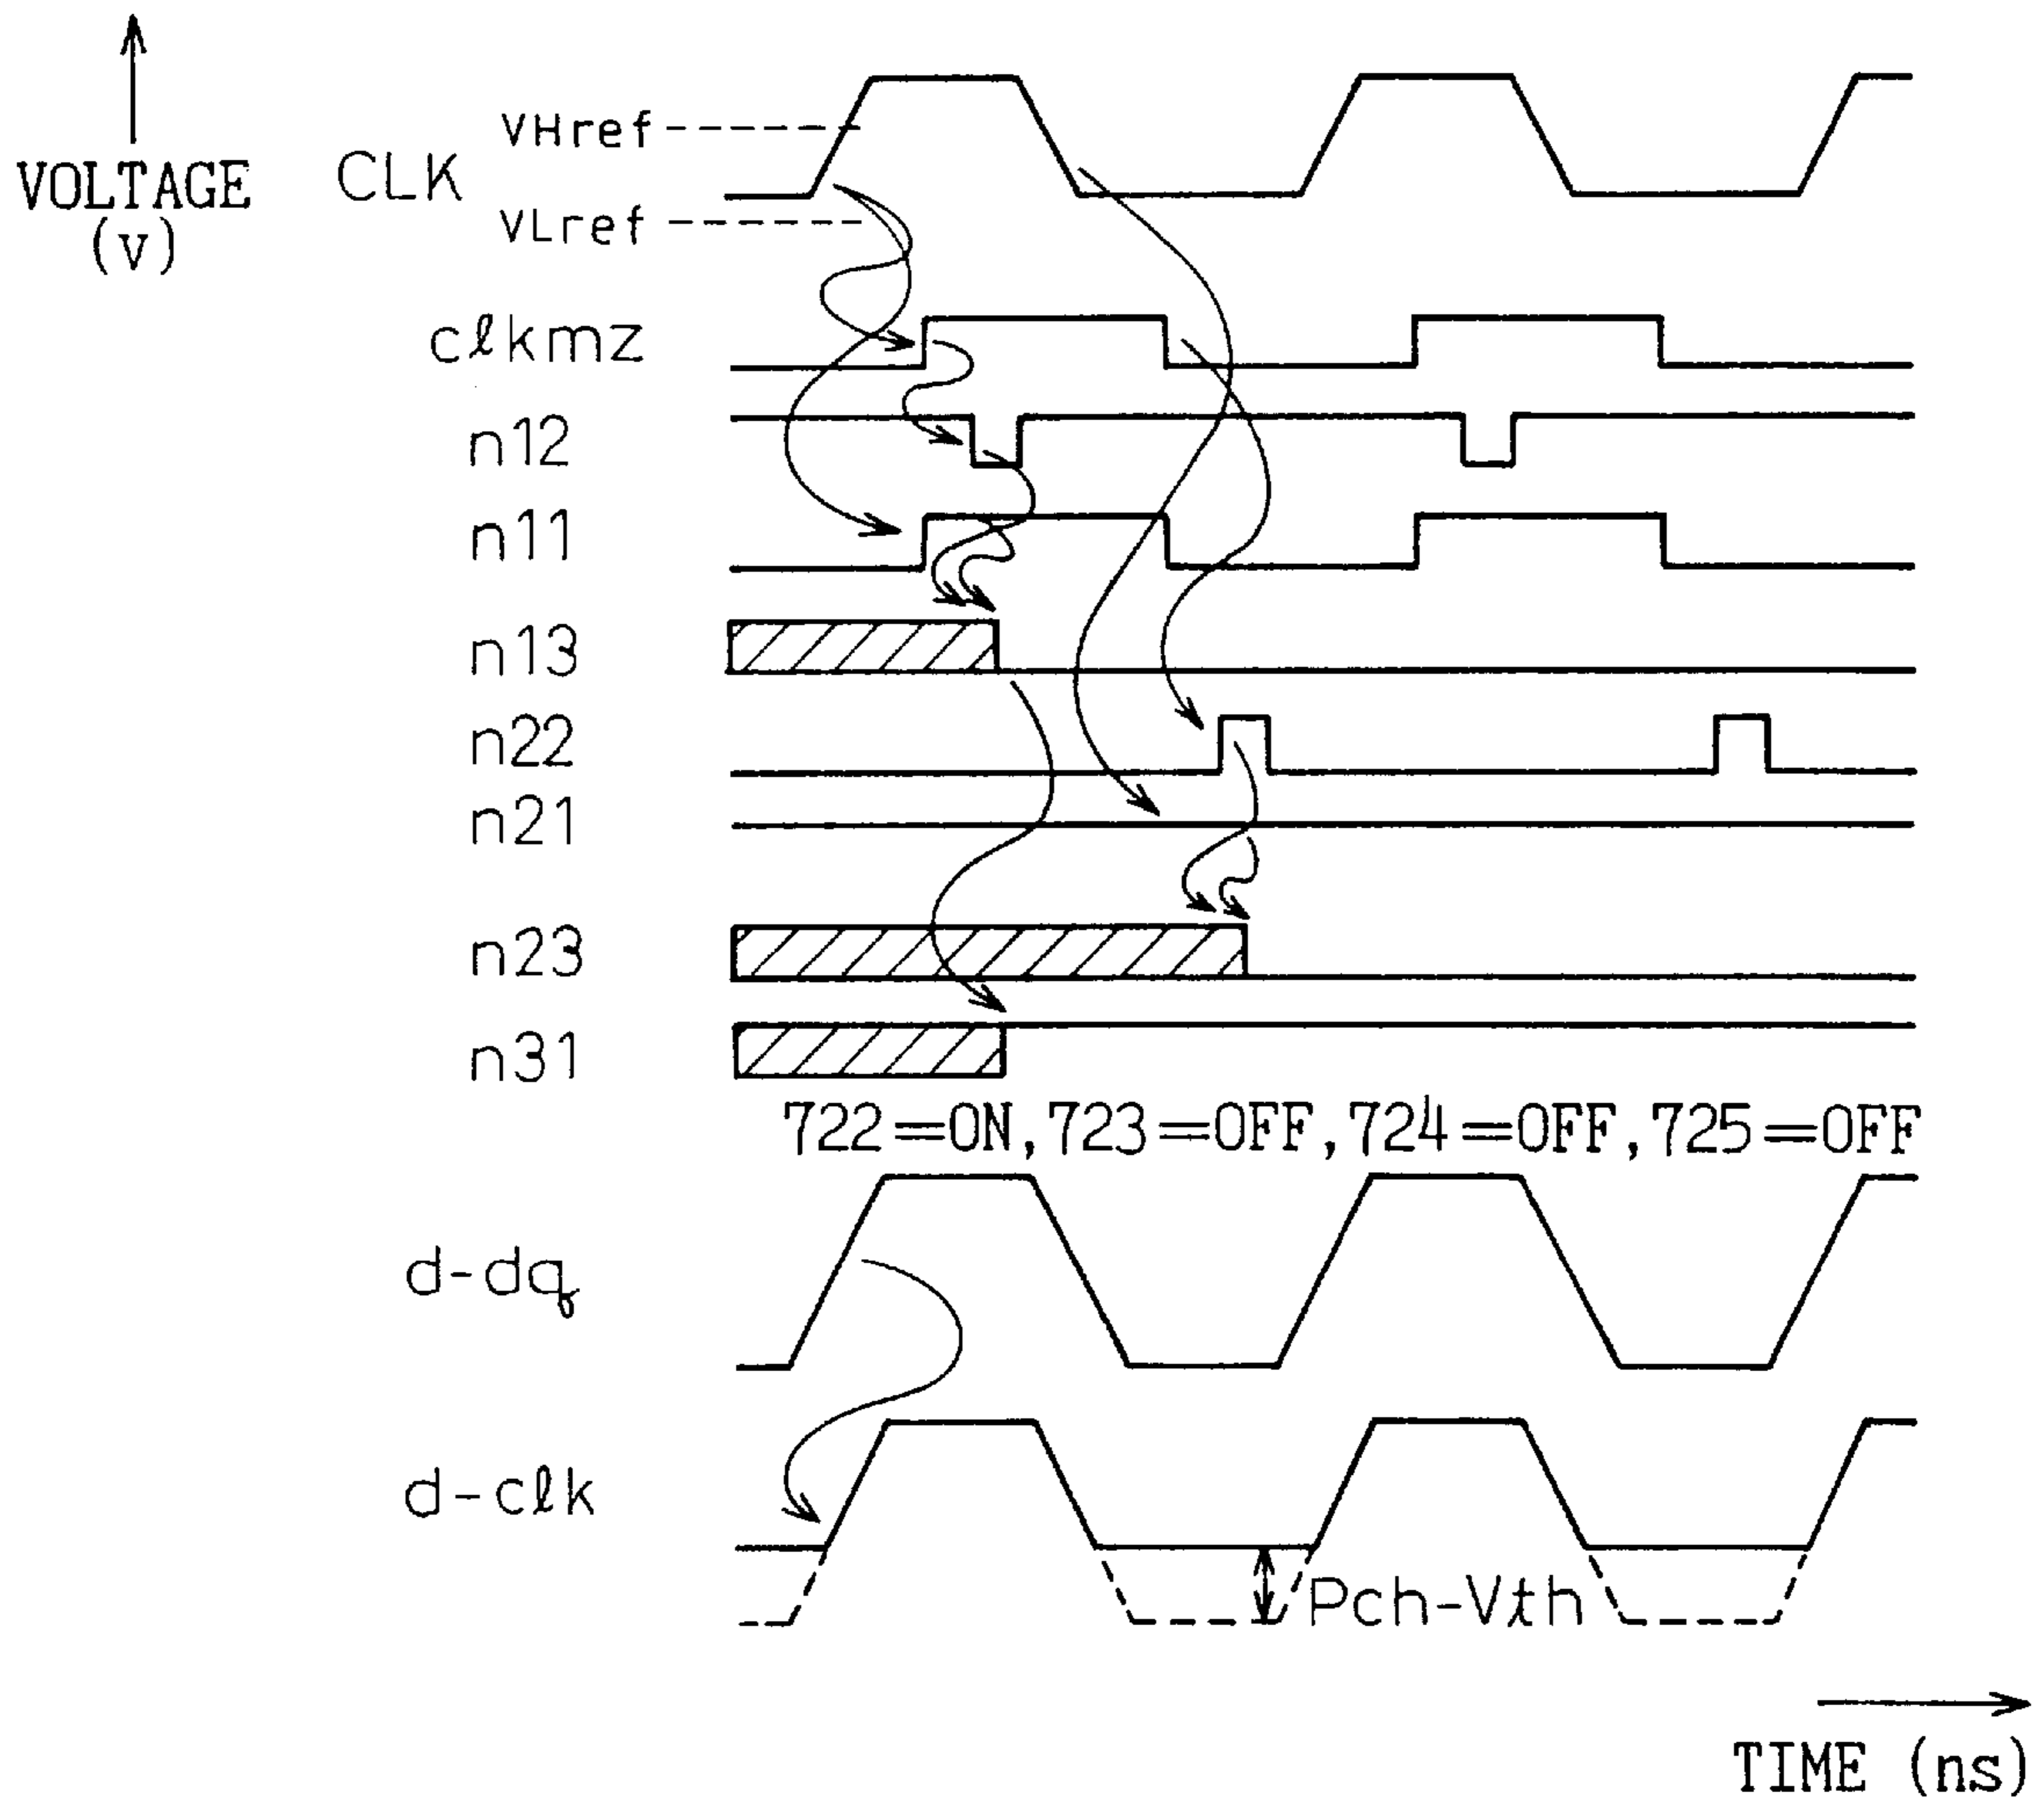 VOLTAGE
(v)
CLK
VHref
VLref
cℓkmz
n12
n11
n13
n22
n21
n23
n31
722=ON,723=OFF,724=OFF,725=OFF
d-dq
d-cℓk
Pch-Vth
TIME (ns)